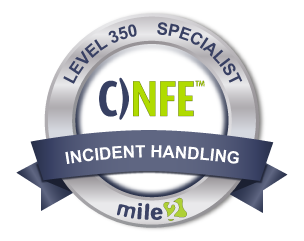 LEVEL 350 SPECIALIST
C)NFE™
INCIDENT HANDLING
mile2